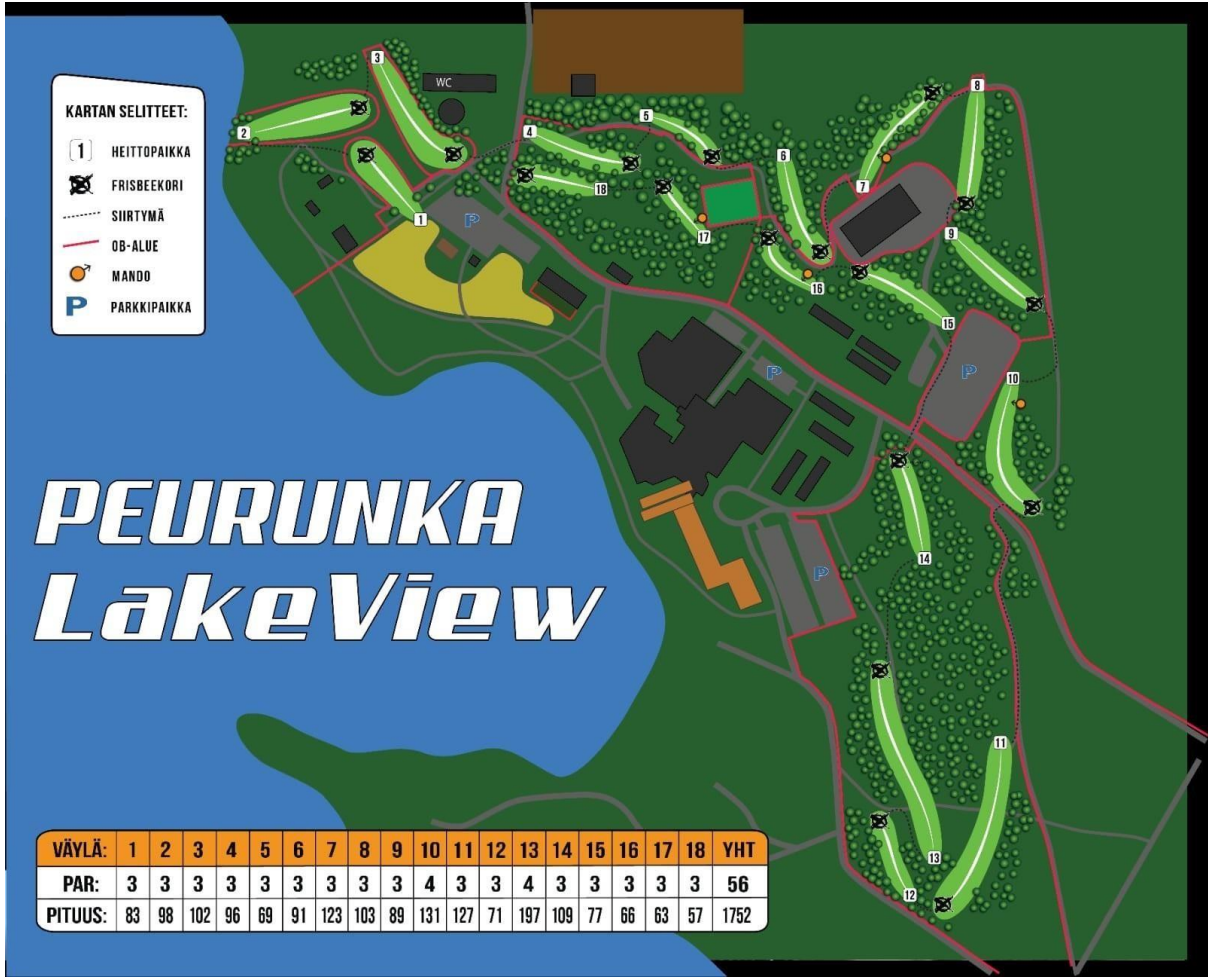 KARTAN SELITTEET:
1 HEITTOPAIKKA
FRISBEEKORI
SIIRTYMÄ
OB-ALUE
MANDO
P PARKKIPAIKKA
3
WC
8
2
4
5
6
7
18
1
P
17
9
16
15
P
P
10
PEURUNKA
LakeView
14
P
11
13
12
VÄYLÄ: 1 2 3 4 5 6 7 8 9 10 11 12 13 14 15 16 17 18 YHT
PAR: 3 3 3 3 3 3 3 3 3 4 3 3 4 3 3 3 3 3 56
PITUUS: 83 98 102 96 69 91 123 103 89 131 127 71 197 109 77 66 63 57 1752